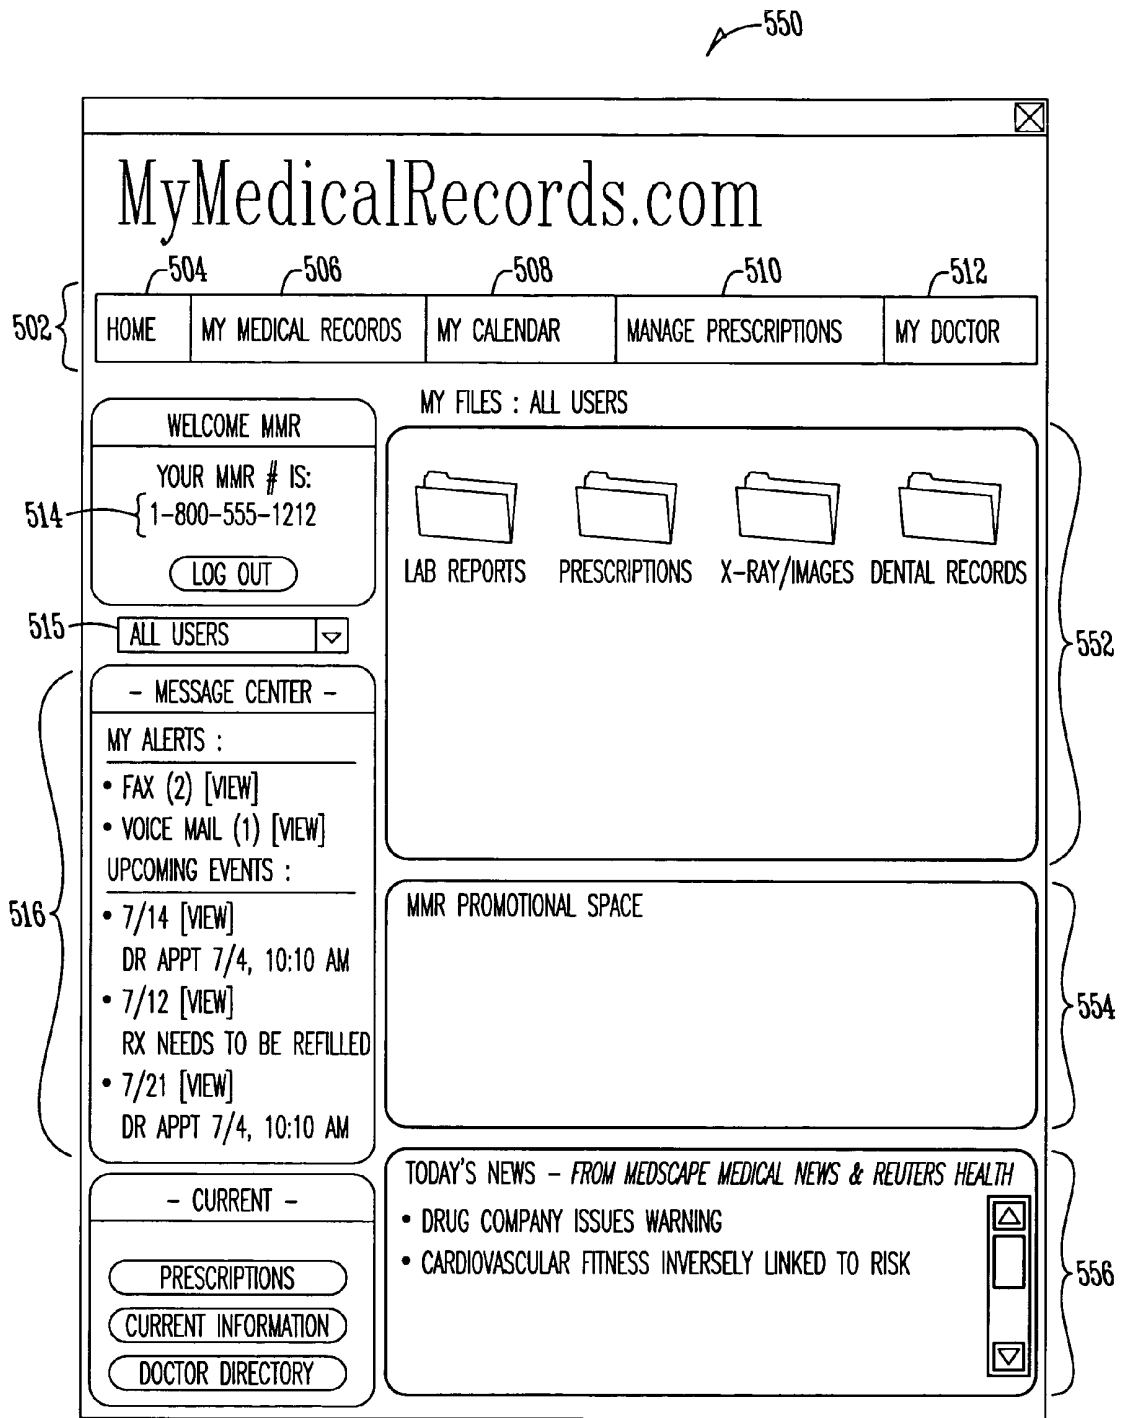 550
MyMedicalRecords.com
504 506 508 510 512
502
HOME MY MEDICAL RECORDS MY CALENDAR MANAGE PRESCRIPTIONS MY DOCTOR
WELCOME MMR
YOUR MMR # IS:
514
1-800-555-1212
LOG OUT
515
ALL USERS
516
- MESSAGE CENTER -
MY ALERTS :
• FAX (2) [VIEW]
• VOICE MAIL (1) [VIEW]
UPCOMING EVENTS :
• 7/14 [VIEW]
DR APPT 7/4, 10:10 AM
• 7/12 [VIEW]
RX NEEDS TO BE REFILLED
• 7/21 [VIEW]
DR APPT 7/4, 10:10 AM
- CURRENT -
PRESCRIPTIONS
CURRENT INFORMATION
DOCTOR DIRECTORY
MY FILES : ALL USERS
LAB REPORTS PRESCRIPTIONS X-RAY/IMAGES DENTAL RECORDS
552
MMR PROMOTIONAL SPACE
554
TODAY'S NEWS - FROM MEDSCAPE MEDICAL NEWS & REUTERS HEALTH
• DRUG COMPANY ISSUES WARNING
• CARDIOVASCULAR FITNESS INVERSELY LINKED TO RISK
556